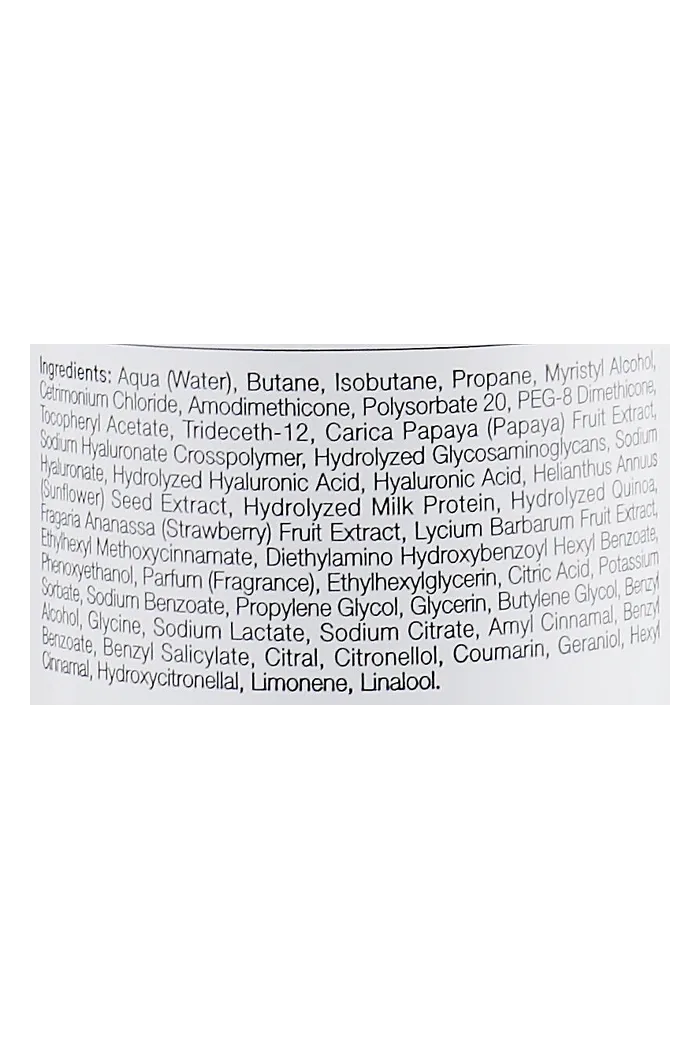 Ingredients: Aqua (Water), Butane, Isobutane, Propane, Myristyl Alcohol,
Cetrimonium Chloride, Amodimethicone, Polysorbate 20, PEG-8 Dimethicone,
Tocopheryl Acetate, Trideceth-12, Carica Papaya (Papaya) Fruit Extract,
Sodium Hyaluronate Crosspolymer, Hydrolyzed Glycosaminoglycans, Sodium
Hyaluronate, Hydrolyzed Hyaluronic Acid, Hyaluronic Acid, Helianthus Annuus
(Sunflower) Seed Extract, Hydrolyzed Milk Protein, Hydrolyzed Quinoa,
Fragaria Ananassa (Strawberry) Fruit Extract, Lycium Barbarum Fruit Extract,
Ethylhexyl Methoxycinnamate, Diethylamino Hydroxybenzoyl Hexyl Benzoate,
Phenoxyethanol, Parfum (Fragrance), Ethylhexylglycerin, Citric Acid, Potassium
Sorbate, Sodium Benzoate, Propylene Glycol, Glycerin, Butylene Glycol, Benzyl
Alcohol, Glycine, Sodium Lactate, Sodium Citrate, Amyl Cinnamal, Benzyl
Benzoate, Benzyl Salicylate, Citral, Citronellol, Coumarin, Geraniol, Hexyl
Cinnamal, Hydroxycitronellal, Limonene, Linalool.